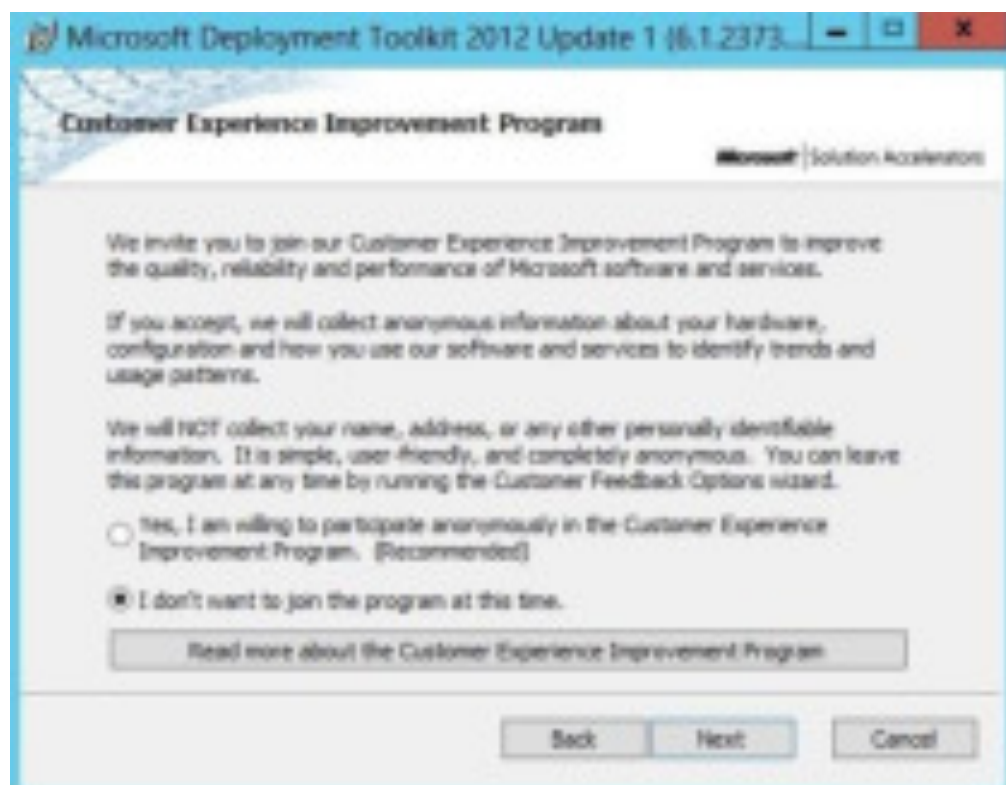 Microsoft Deployment Toolkit 2012 Update 1 (6.1.2373...
Customer Experience Improvement Program
Microsoft | Solution Accelerators
We invite you to join our Customer Experience Improvement Program to improve
the quality, reliability and performance of Microsoft software and services.
If you accept, we will collect anonymous information about your hardware,
configuration and how you use our software and services to identify trends and
usage patterns.
We will NOT collect your name, address, or any other personally identifiable
information. It is simple, user-friendly, and completely anonymous. You can leave
this program at any time by running the Customer Feedback Options wizard.
Yes, I am willing to participate anonymously in the Customer Experience
Improvement Program. (Recommended)
I don't want to join the program at this time.
Read more about the Customer Experience Improvement Program
Back Next Cancel